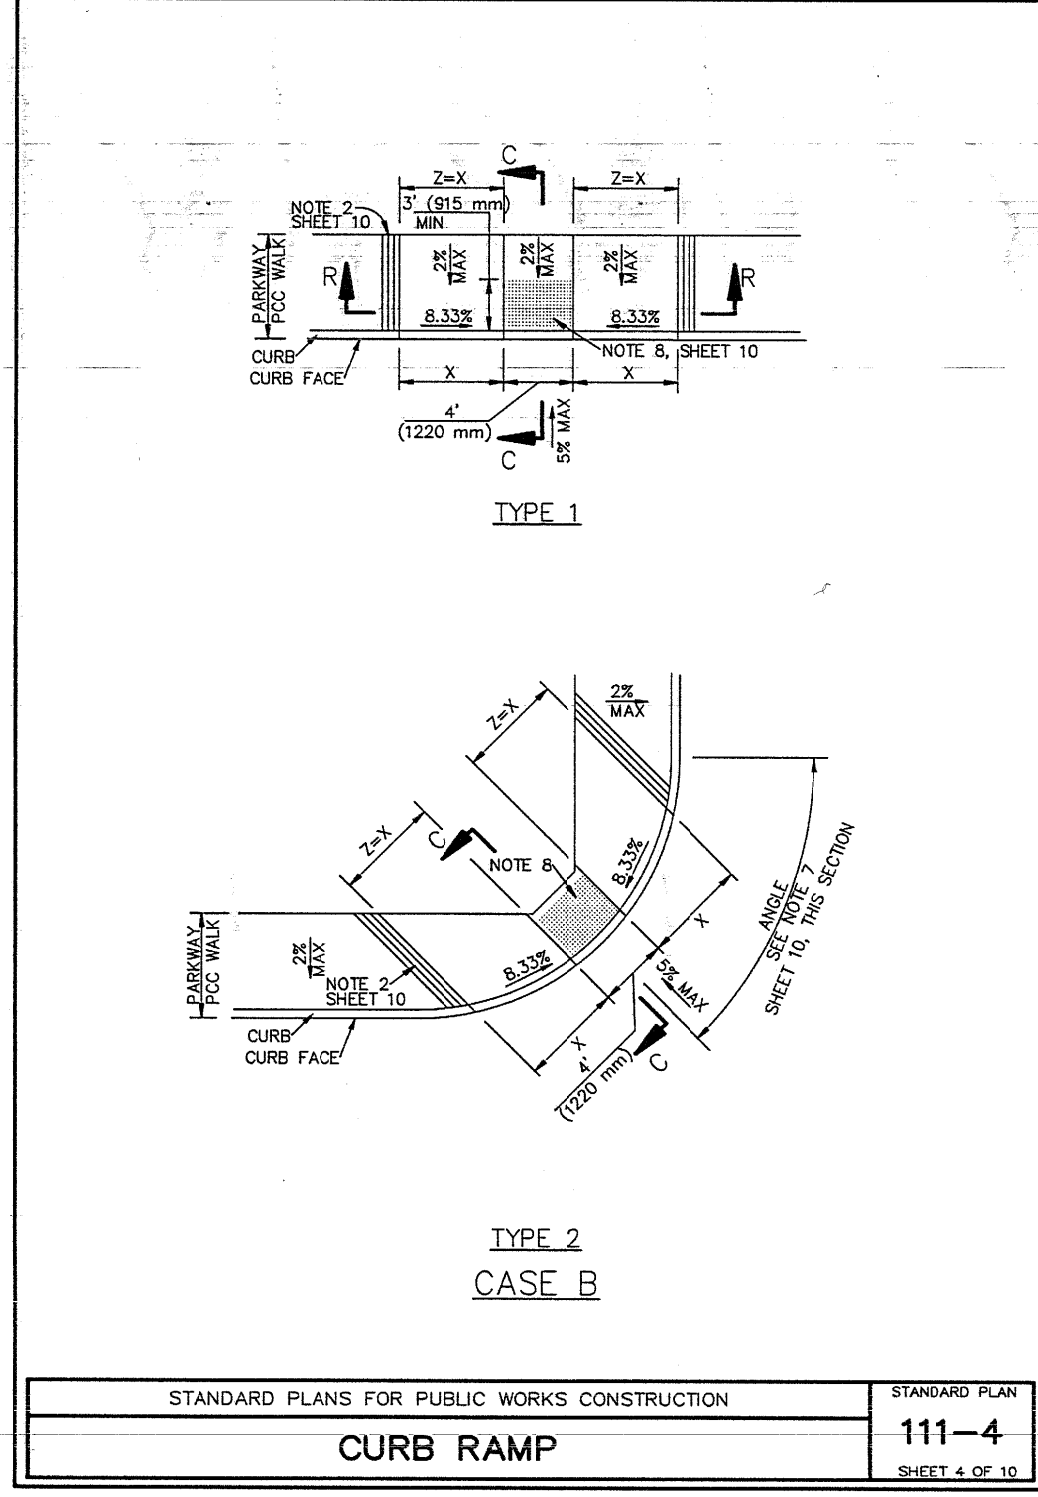 C
Z=X
Z=X
NOTE 2
SHEET 10
3' (915 mm)
MIN
PARKWAY
PCC WALK
R
2%
MAX
2%
MAX
2%
MAX
R
8.33%
8.33%
CURB
CURB FACE
NOTE 8, SHEET 10
X
X
4'
(1220 mm)
C
5% MAX
TYPE 1
Z=X
2%
MAX
Z=X
C
NOTE 8
8.33%
ANGLE
SEE NOTE 7
SHEET 10, THIS SECTION
PARKWAY
PCC WALK
2%
MAX
NOTE 2
SHEET 10
8.33%
X
5% MAX
CURB
CURB FACE
X
4'
(1220 mm)
C
TYPE 2
CASE B
STANDARD PLANS FOR PUBLIC WORKS CONSTRUCTION
CURB RAMP
STANDARD PLAN
111-4
SHEET 4 OF 10